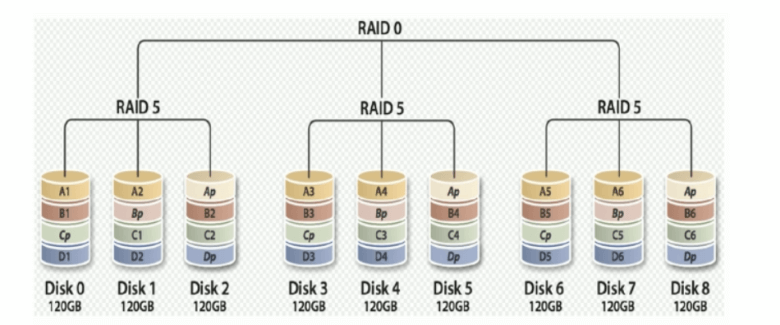 RAID 0
RAID 5 RAID 5 RAID 5
A1 A2 Ap A3 A4 Ap A5 A6 Ap
B1 Bp B2 B3 Bp B4 B5 Bp B6
Cp C1 C2 Cp C3 C4 Cp C5 C6
D1 D2 Dp D3 D4 Dp D5 D6 Dp
Disk 0 Disk 1 Disk 2 Disk 3 Disk 4 Disk 5 Disk 6 Disk 7 Disk 8
120GB 120GB 120GB 120GB 120GB 120GB 120GB 120GB 120GB